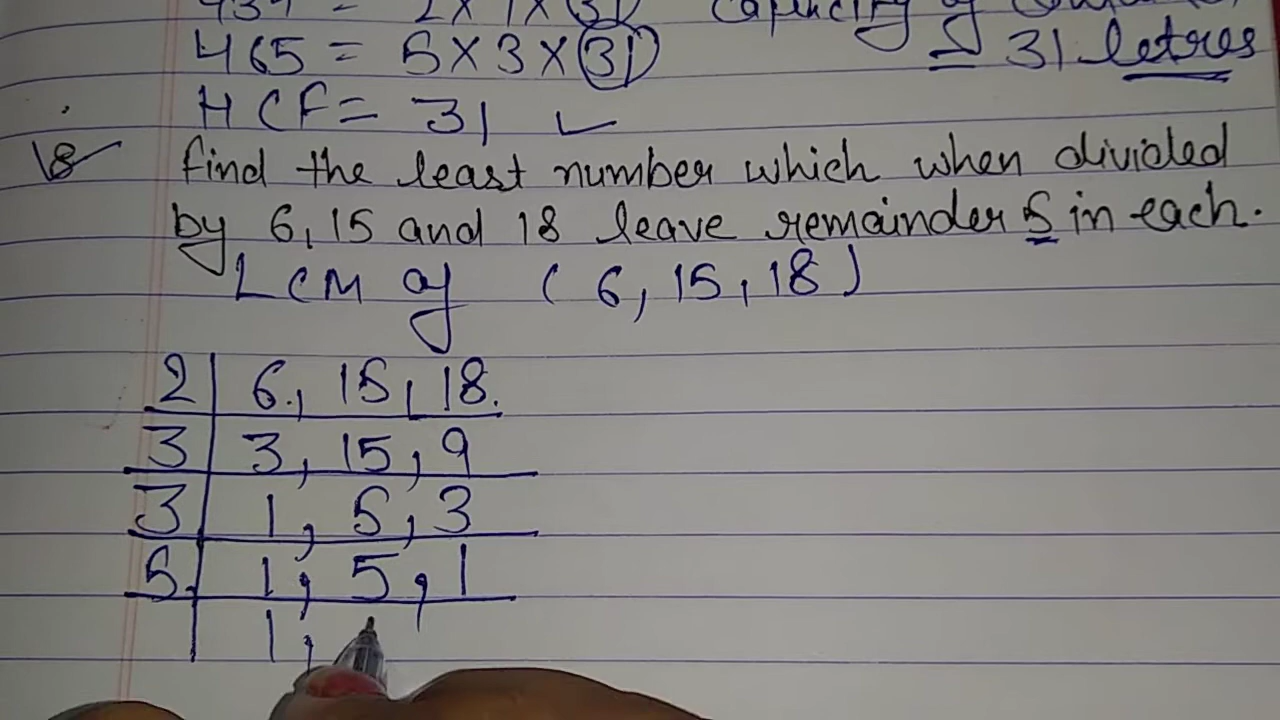 465 = 5 X 3 X 31
= 31 letres
HCF = 31 ✓
18 find the least number which when divided
by 6, 15 and 18 leave remainder 5 in each.
LCM of ( 6, 15, 18 )
2 | 6, 15, 18.
3 | 3, 15, 9
3 | 1, 5, 3
5. | 1, 5, 1
| 1,